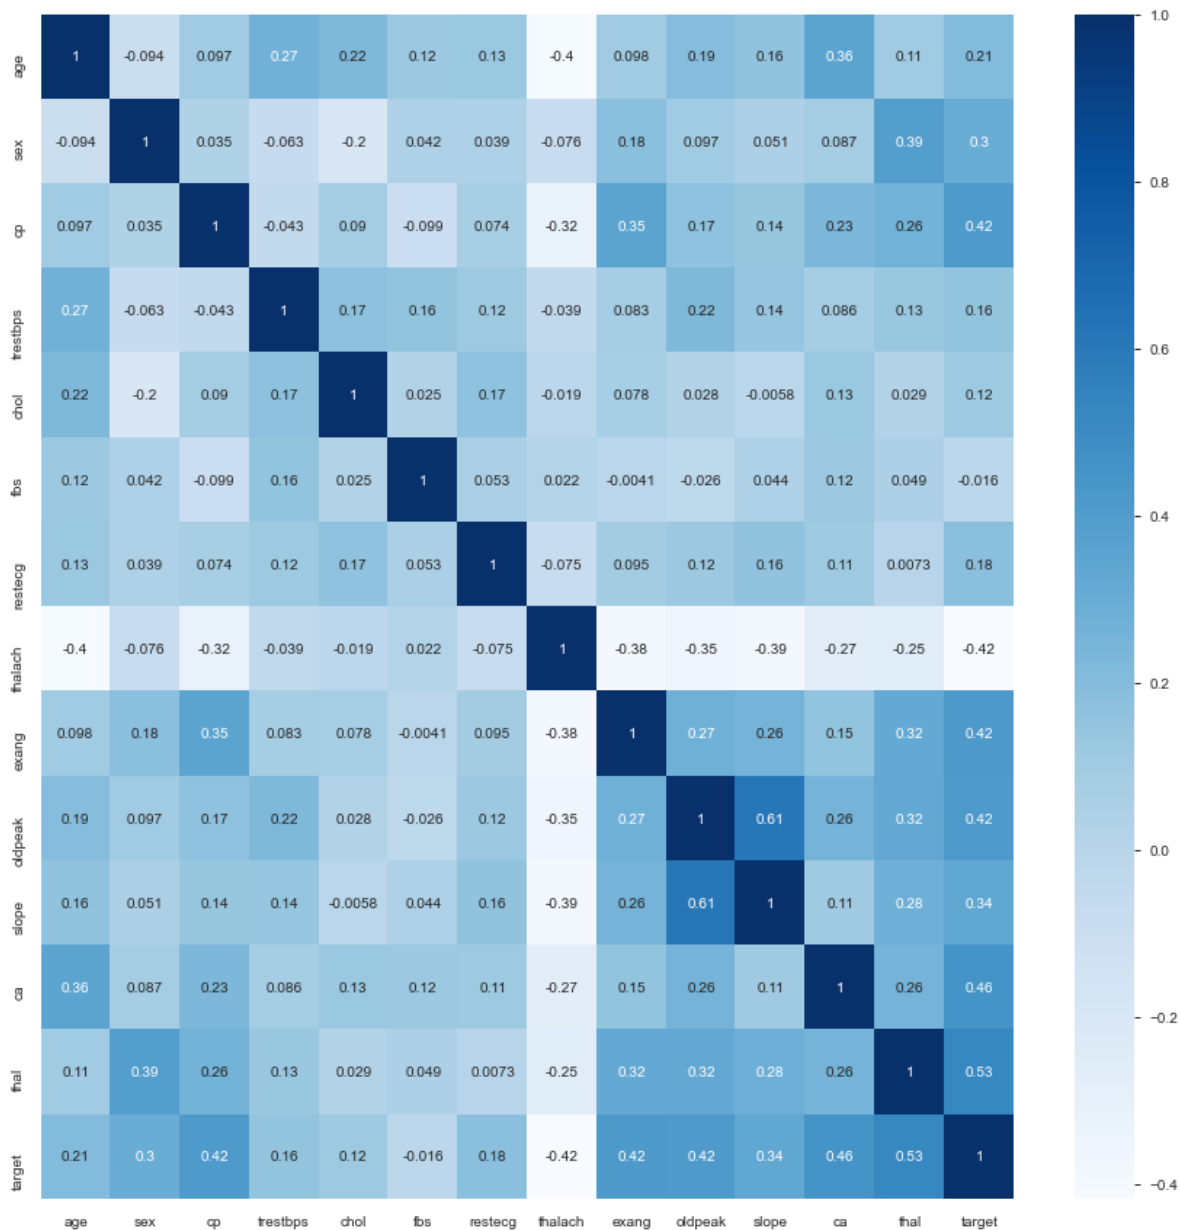 age 1 -0.094 0.097 0.27 0.22 0.12 0.13 -0.4 0.098 0.19 0.16 0.36 0.11 0.21
sex -0.094 1 0.035 -0.063 -0.2 0.042 0.039 -0.076 0.18 0.097 0.051 0.087 0.39 0.3
cp 0.097 0.035 1 -0.043 0.09 -0.099 0.074 -0.32 0.35 0.17 0.14 0.23 0.26 0.42
trestbps 0.27 -0.063 -0.043 1 0.17 0.16 0.12 -0.039 0.083 0.22 0.14 0.086 0.13 0.16
chol 0.22 -0.2 0.09 0.17 1 0.025 0.17 -0.019 0.078 0.028 -0.0058 0.13 0.029 0.12
fbs 0.12 0.042 -0.099 0.16 0.025 1 0.053 0.022 -0.0041 -0.026 0.044 0.12 0.049 -0.016
restecg 0.13 0.039 0.074 0.12 0.17 0.053 1 -0.075 0.095 0.12 0.16 0.11 0.0073 0.18
thalach -0.4 -0.076 -0.32 -0.039 -0.019 0.022 -0.075 1 -0.38 -0.35 -0.39 -0.27 -0.25 -0.42
exang 0.098 0.18 0.35 0.083 0.078 -0.0041 0.095 -0.38 1 0.27 0.26 0.15 0.32 0.42
oldpeak 0.19 0.097 0.17 0.22 0.028 -0.026 0.12 -0.35 0.27 1 0.61 0.26 0.32 0.42
slope 0.16 0.051 0.14 0.14 -0.0058 0.044 0.16 -0.39 0.26 0.61 1 0.11 0.28 0.34
ca 0.36 0.087 0.23 0.086 0.13 0.12 0.11 -0.27 0.15 0.26 0.11 1 0.26 0.46
thal 0.11 0.39 0.26 0.13 0.029 0.049 0.0073 -0.25 0.32 0.32 0.28 0.26 1 0.53
target 0.21 0.3 0.42 0.16 0.12 -0.016 0.18 -0.42 0.42 0.42 0.34 0.46 0.53 1
age sex cp trestbps chol fbs restecg thalach exang oldpeak slope ca thal target
1.0
0.8
0.6
0.4
0.2
0.0
−0.2
−0.4